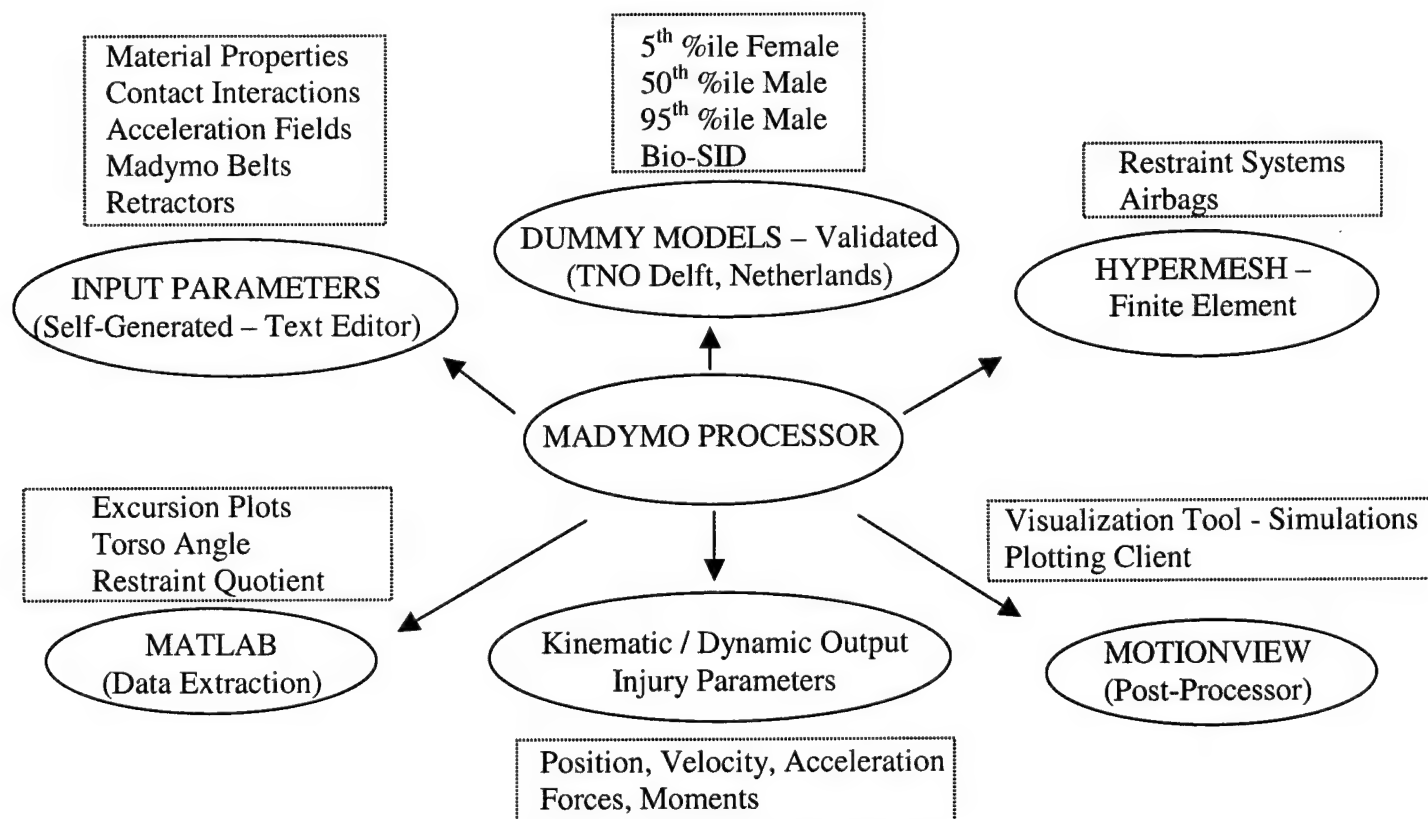 Material Properties
Contact Interactions
Acceleration Fields
Madymo Belts
Retractors
INPUT PARAMETERS
(Self-Generated – Text Editor)
5th %ile Female
50th %ile Male
95th %ile Male
Bio-SID
DUMMY MODELS – Validated
(TNO Delft, Netherlands)
Restraint Systems
Airbags
HYPERMESH –
Finite Element
MADYMO PROCESSOR
Excursion Plots
Torso Angle
Restraint Quotient
MATLAB
(Data Extraction)
Kinematic / Dynamic Output
Injury Parameters
Position, Velocity, Acceleration
Forces, Moments
Visualization Tool - Simulations
Plotting Client
MOTIONVIEW
(Post-Processor)